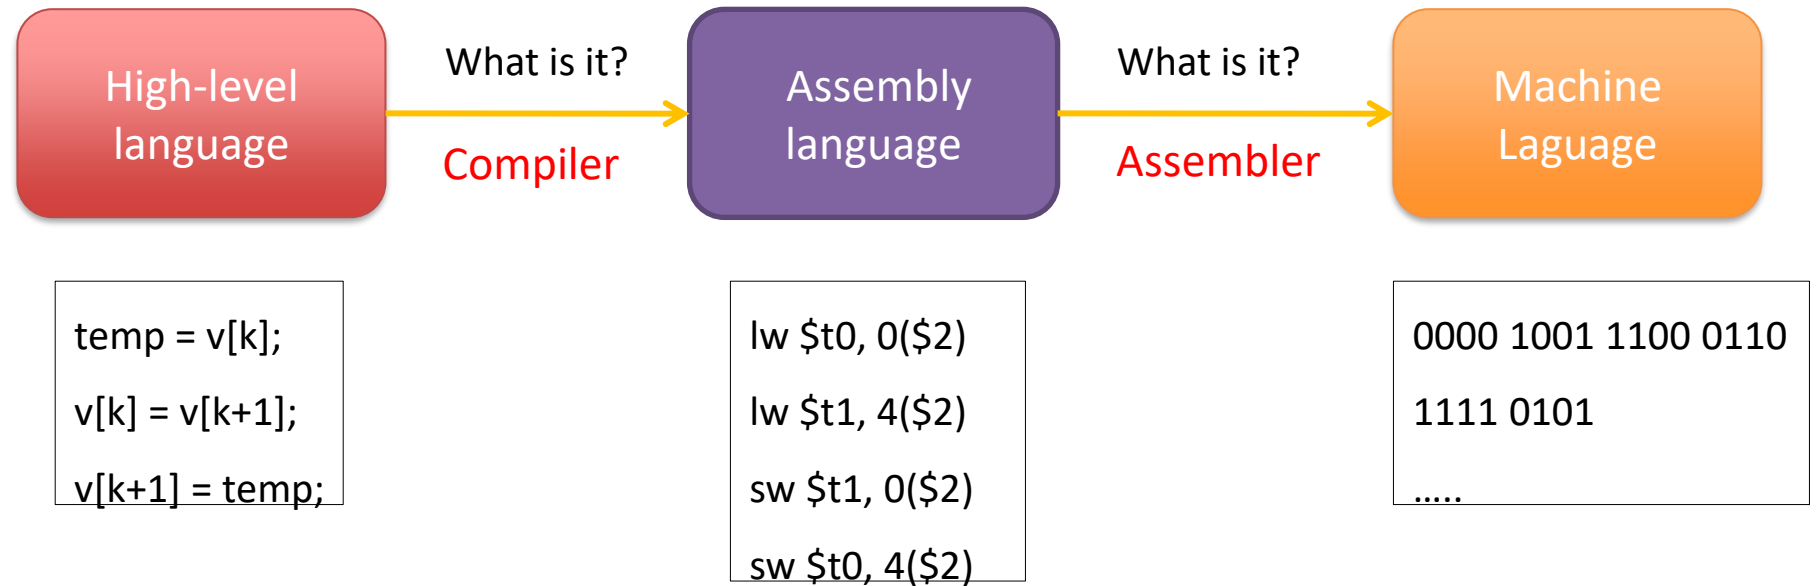 High-level
language
What is it?
Compiler
Assembly
language
What is it?
Assembler
Machine
Laguage
temp = v[k];
v[k] = v[k+1];
v[k+1] = temp;
lw $t0, 0($2)
lw $t1, 4($2)
sw $t1, 0($2)
sw $t0, 4($2)
0000 1001 1100 0110
1111 0101
.....